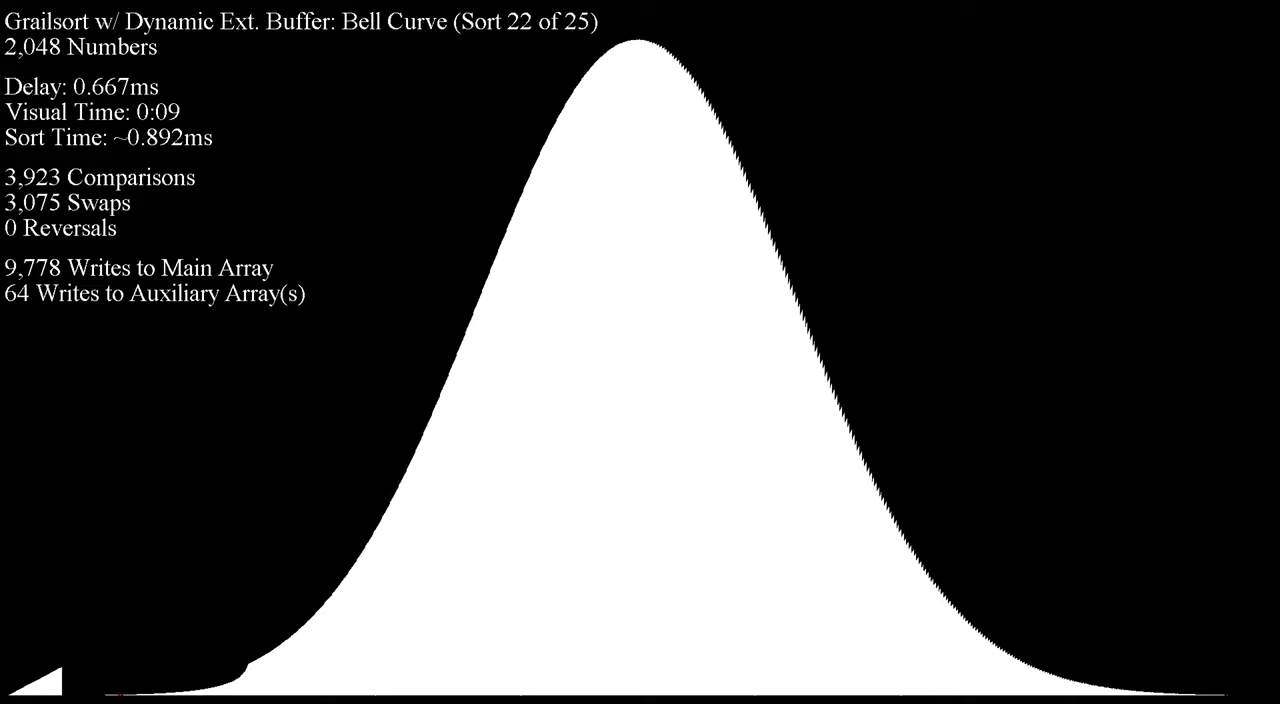 Grailsort w/ Dynamic Ext. Buffer: Bell Curve (Sort 22 of 25)
2,048 Numbers
Delay: 0.667ms
Visual Time: 0:09
Sort Time: ~0.892ms
3,923 Comparisons
3,075 Swaps
0 Reversals
9,778 Writes to Main Array
64 Writes to Auxiliary Array(s)